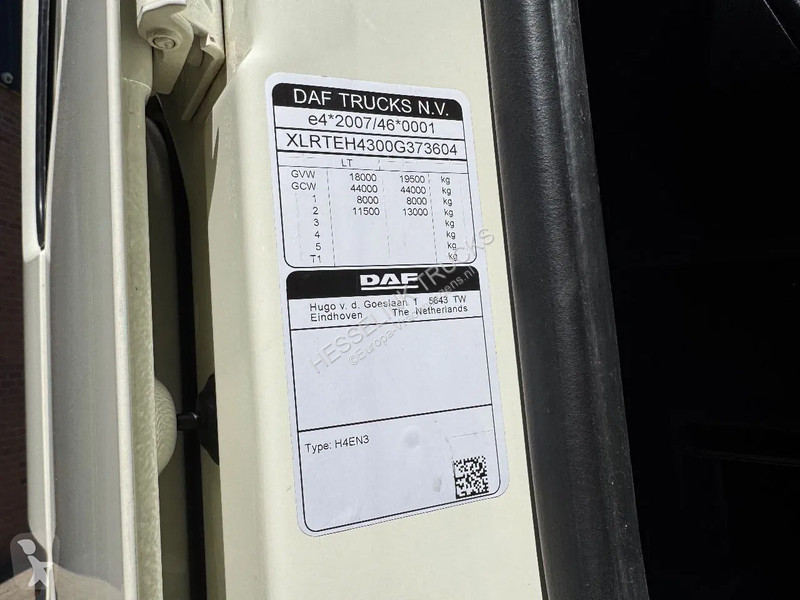 DAF TRUCKS N.V.
e4*2007/46*0001
XLRTEH4300G373604
LT
GVW 18000 19500 kg
GCW 44000 44000 kg
1 8000 8000 kg
2 11500 13000 kg
3 kg
4 kg
5 kg
T1 kg
DAF
Hugo v. d. Goeslaan 1 5643 TW
Eindhoven The Netherlands
HESSELINK TRUCKS
Type: H4EN3